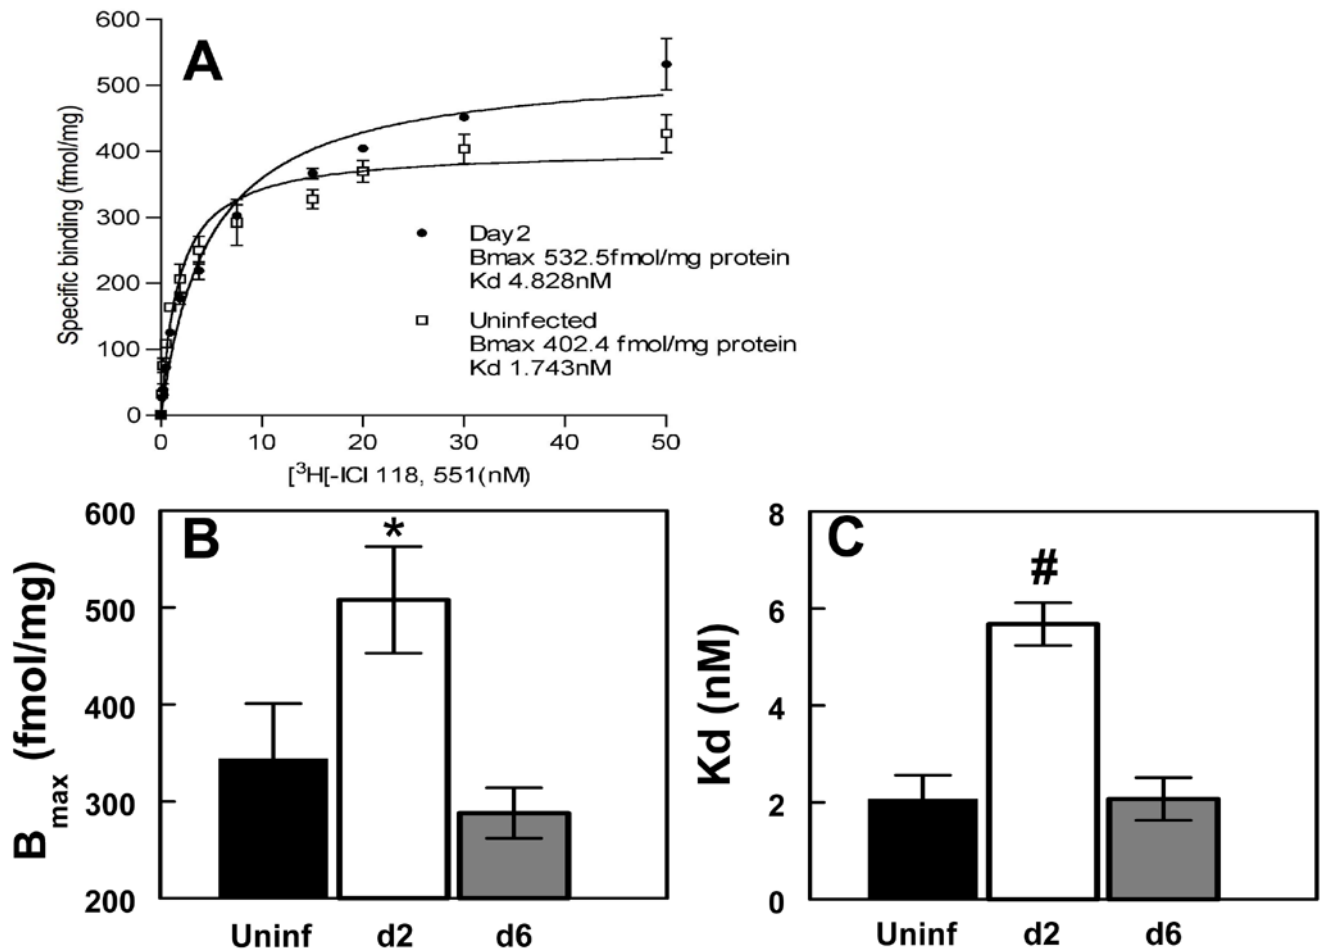 600
A
500
400
300
200
100
0
Specific binding (fmol/mg)
Day2
Bmax 532.5fmol/mg protein
Kd 4.828nM
Uninfected
Bmax 402.4 fmol/mg protein
Kd 1.743nM
0 10 20 30 40 50
[³H[-ICI 118, 551(nM)
B
*
600
500
400
300
200
Bmax (fmol/mg)
Uninf d2 d6
C
#
8
6
4
2
0
Kd (nM)
Uninf d2 d6